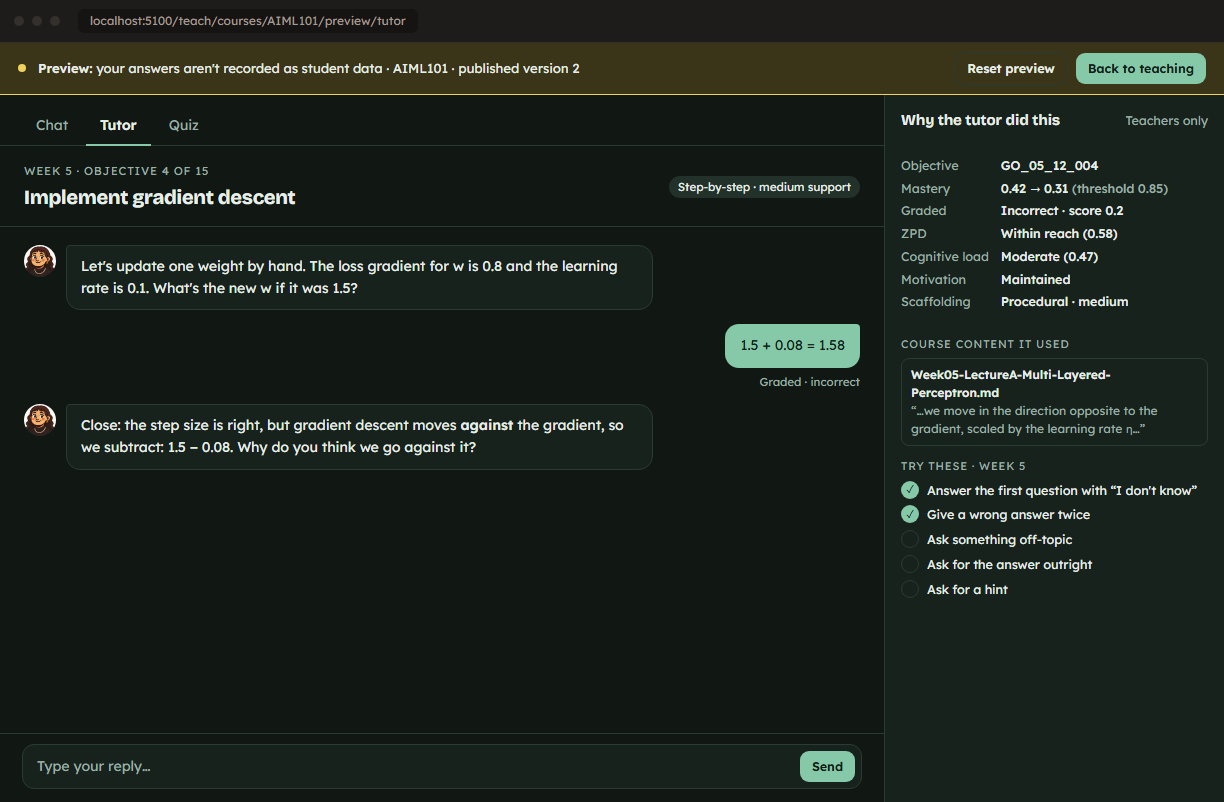 localhost:5100/teach/courses/AIML101/preview/tutor
Preview: your answers aren't recorded as student data · AIML101 · published version 2
Reset preview
Back to teaching
Chat
Tutor
Quiz
WEEK 5 · OBJECTIVE 4 OF 15
Implement gradient descent
Step-by-step · medium support
Let's update one weight by hand. The loss gradient for w is 0.8 and the learning
rate is 0.1. What's the new w if it was 1.5?
1.5 + 0.08 = 1.58
Graded · incorrect
Close: the step size is right, but gradient descent moves against the gradient, so
we subtract: 1.5 − 0.08. Why do you think we go against it?
Type your reply…
Send
Why the tutor did this
Teachers only
Objective GO_05_12_004
Mastery 0.42 → 0.31 (threshold 0.85)
Graded Incorrect · score 0.2
ZPD Within reach (0.58)
Cognitive load Moderate (0.47)
Motivation Maintained
Scaffolding Procedural · medium
COURSE CONTENT IT USED
Week05-LectureA-Multi-Layered-
Perceptron.md
“…we move in the direction opposite to the
gradient, scaled by the learning rate η…”
TRY THESE · WEEK 5
✓ Answer the first question with “I don't know”
✓ Give a wrong answer twice
Ask something off-topic
Ask for the answer outright
Ask for a hint